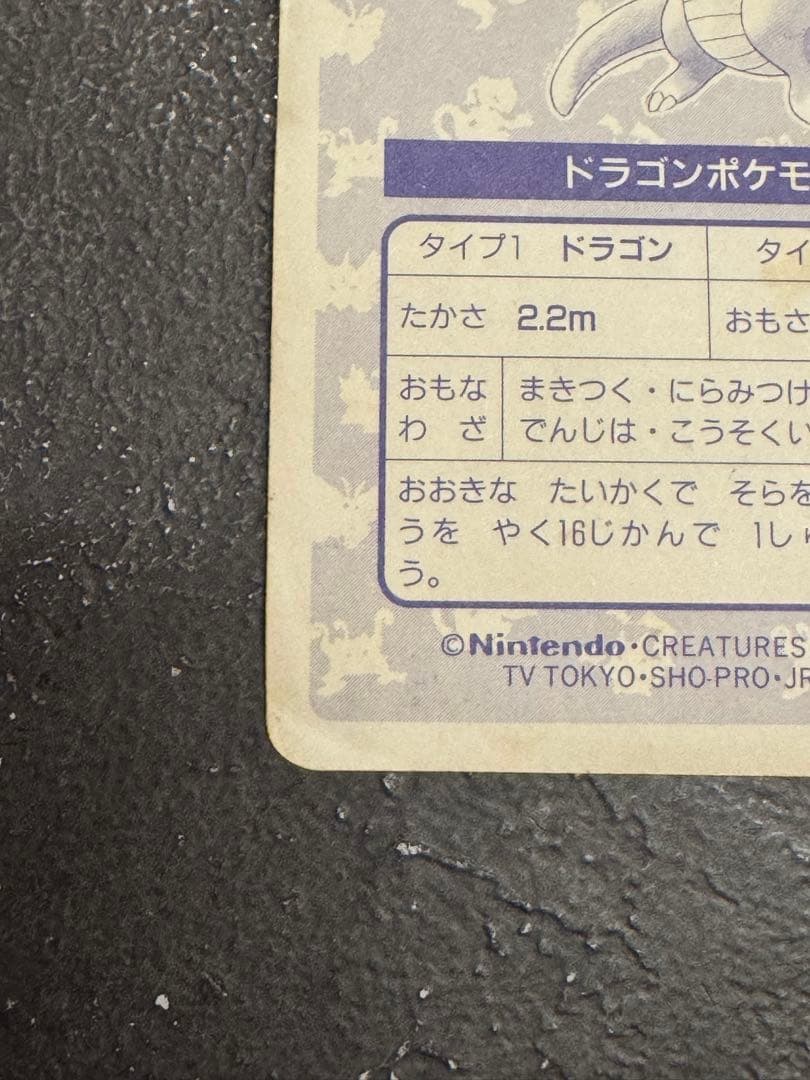 ドラゴンポケモ
タイプ1 ドラゴン タイ
たかさ 2.2m おもさ
おもな まきつく・にらみつけ
わざ でんじは・こうそくい
おおきな たいかくで そらを
うを やく16じかんで 1しゅ
う。
©Nintendo・CREATURES
TV TOKYO・SHO-PRO・JR